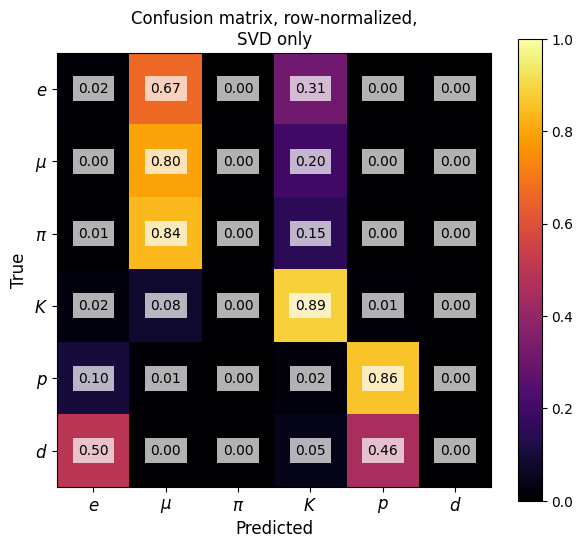 Confusion matrix, row-normalized,
SVD only
True
e 0.02 0.67 0.00 0.31 0.00 0.00
μ 0.00 0.80 0.00 0.20 0.00 0.00
π 0.01 0.84 0.00 0.15 0.00 0.00
K 0.02 0.08 0.00 0.89 0.01 0.00
p 0.10 0.01 0.00 0.02 0.86 0.00
d 0.50 0.00 0.00 0.05 0.46 0.00
e μ π K p d
Predicted
1.0
0.8
0.6
0.4
0.2
0.0